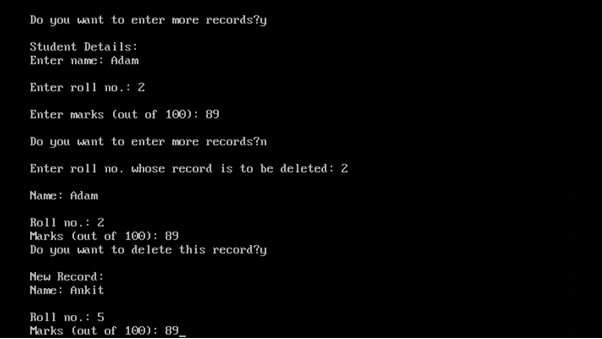 Do you want to enter more records?y
Student Details:
Enter name: Adam
Enter roll no.: 2
Enter marks (out of 100): 89
Do you want to enter more records?n
Enter roll no. whose record is to be deleted: 2
Name: Adam
Roll no.: 2
Marks (out of 100): 89
Do you want to delete this record?y
New Record:
Name: Ankit
Roll no.: 5
Marks (out of 100): 89_